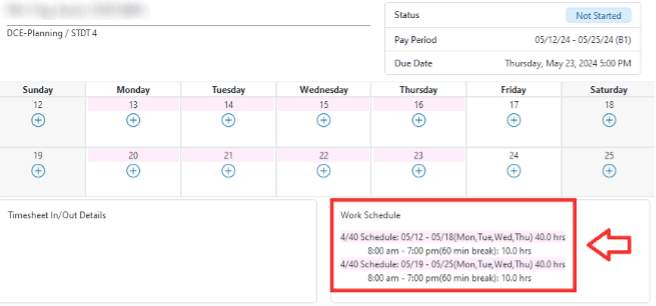 DCE-Planning / STDT 4
Status Not Started
Pay Period 05/12/24 - 05/25/24 (B1)
Due Date Thursday, May 23, 2024 5:00 PM
Sunday Monday Tuesday Wednesday Thursday Friday Saturday
12 13 14 15 16 17 18
19 20 21 22 23 24 25
Timesheet In/Out Details
Work Schedule
4/40 Schedule: 05/12 - 05/18(Mon,Tue,Wed,Thu) 40.0 hrs
8:00 am - 7:00 pm(60 min break): 10.0 hrs
4/40 Schedule: 05/19 - 05/25(Mon,Tue,Wed,Thu) 40.0 hrs
8:00 am - 7:00 pm(60 min break): 10.0 hrs